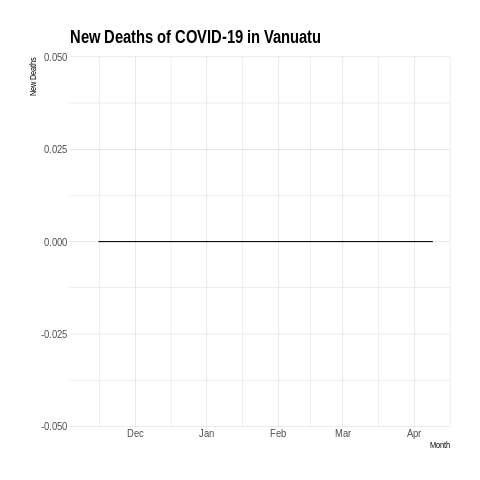 New Deaths of COVID-19 in Vanuatu
New Deaths
0.050
0.025
0.000
-0.025
-0.050
Dec Jan Feb Mar Apr
Month